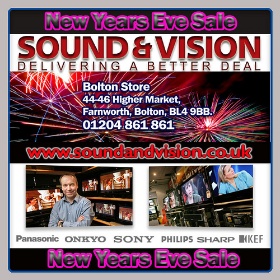 New Years Eve Sale
SOUND & VISION
DELIVERING A BETTER DEAL
Bolton Store
44-46 Higher Market,
Farnworth, Bolton, BL4 9BB.
01204 861 861
www.soundandvision.co.uk
Panasonic ONKYO SONY PHILIPS SHARP KEF
New Years Eve Sale